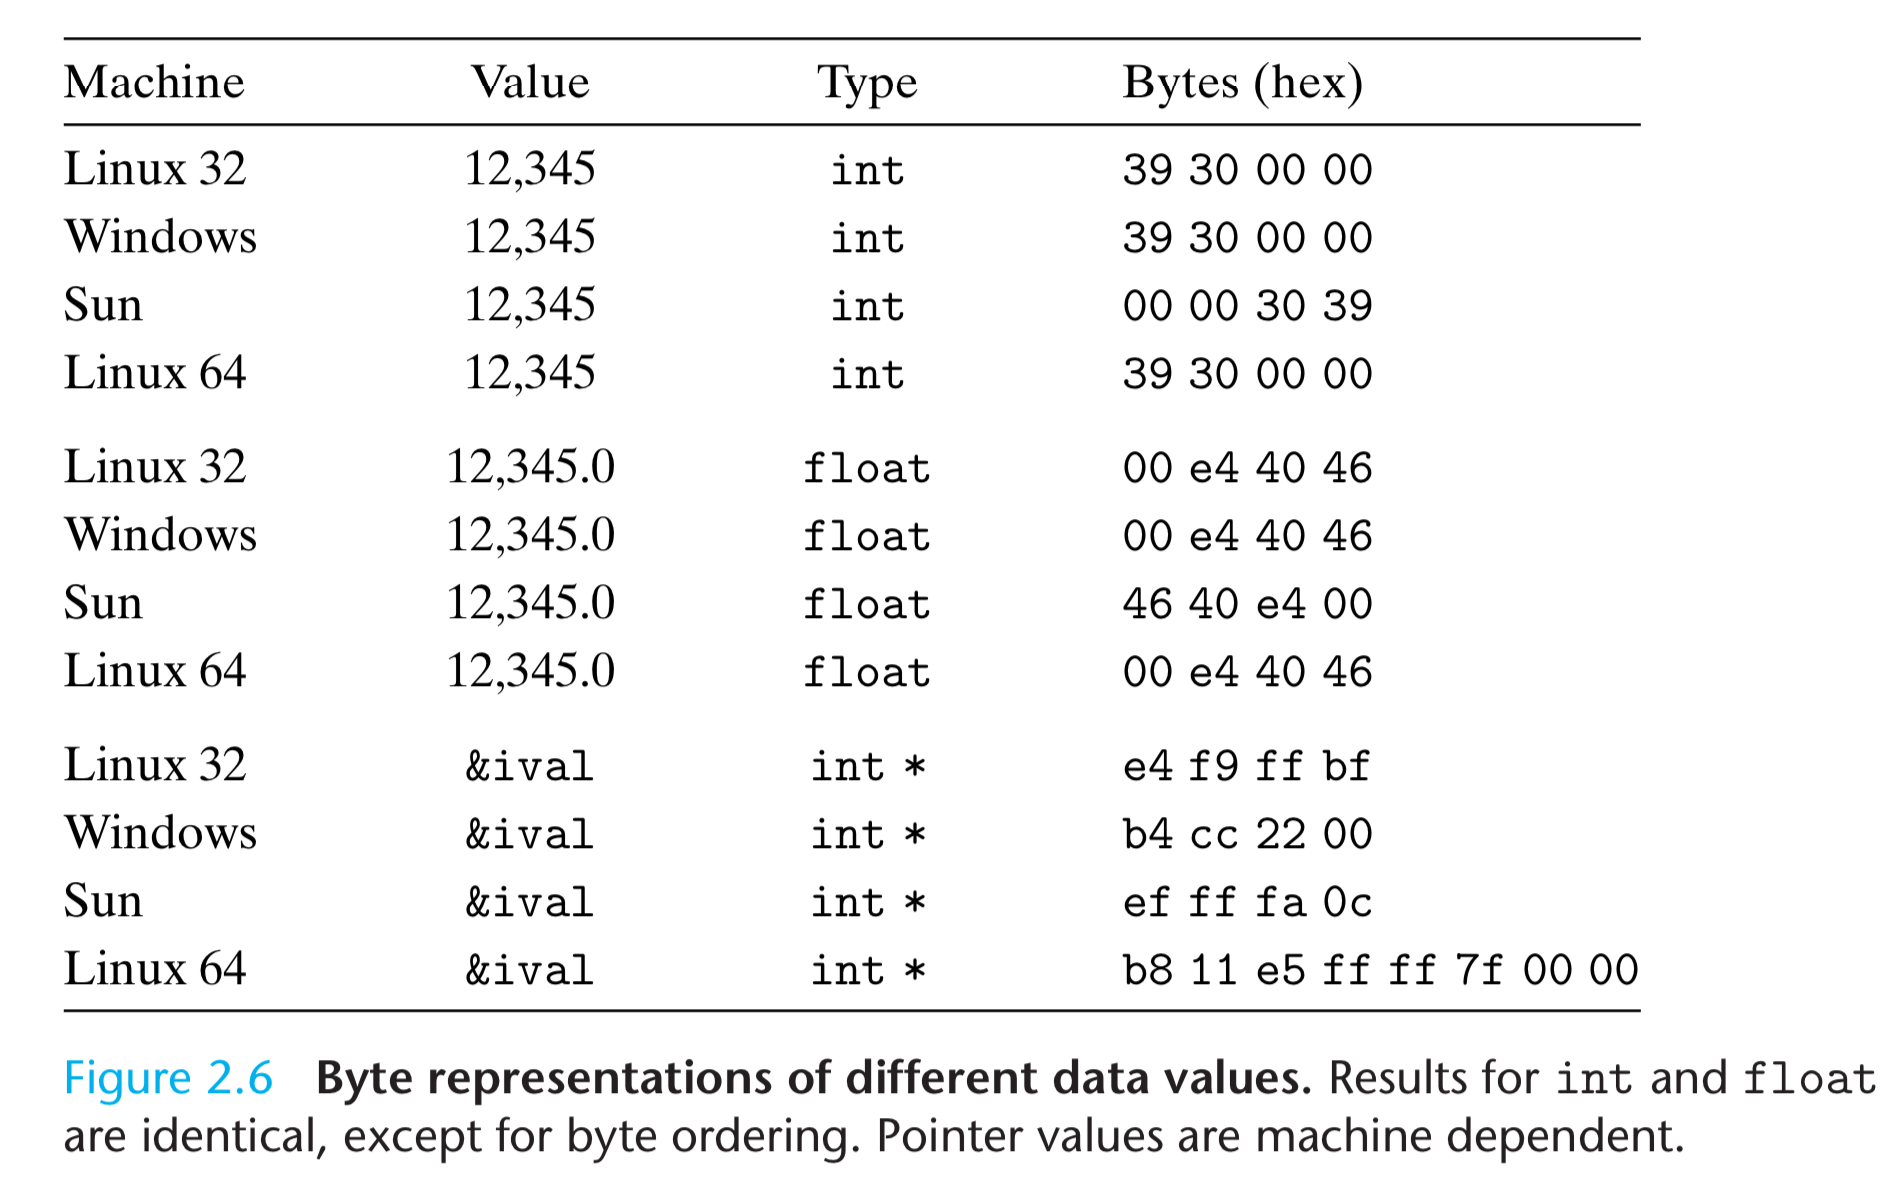 Machine Value Type Bytes (hex)
Linux 32 12,345 int 39 30 00 00
Windows 12,345 int 39 30 00 00
Sun 12,345 int 00 00 30 39
Linux 64 12,345 int 39 30 00 00
Linux 32 12,345.0 float 00 e4 40 46
Windows 12,345.0 float 00 e4 40 46
Sun 12,345.0 float 46 40 e4 00
Linux 64 12,345.0 float 00 e4 40 46
Linux 32 &ival int * e4 f9 ff bf
Windows &ival int * b4 cc 22 00
Sun &ival int * ef ff fa 0c
Linux 64 &ival int * b8 11 e5 ff ff 7f 00 00
Figure 2.6 Byte representations of different data values. Results for int and float
are identical, except for byte ordering. Pointer values are machine dependent.